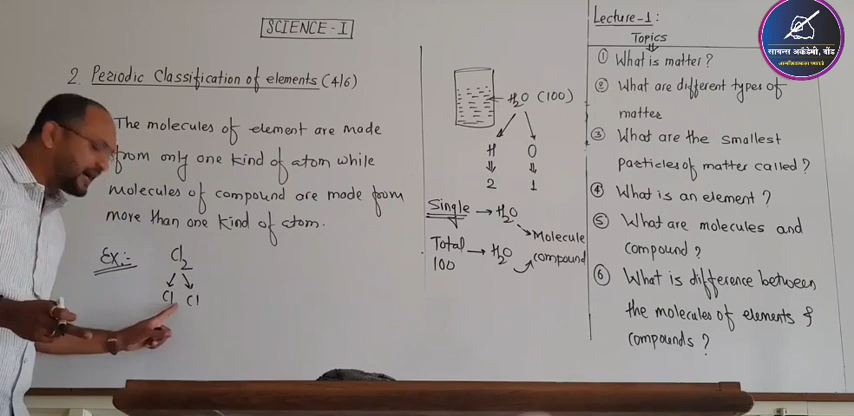 SCIENCE-I
2. Periodic Classification of elements (4/6)
The molecules of element are made
from only one kind of atom while
molecules of compound are made from
more than one kind of atom.
Ex:- Cl2
Cl Cl
H2O (100)
H O
2 1
Single → H2O
Molecule
Total → H2O compound
100
Lecture-1:
Topics
① What is matter?
② What are different types of
matter
③ What are the smallest
particles of matter called?
④ What is an element?
⑤ What are molecules and
compound?
⑥ What is difference between
the molecules of elements &
compounds?
सायन्स अकॅडेमी, बोंड